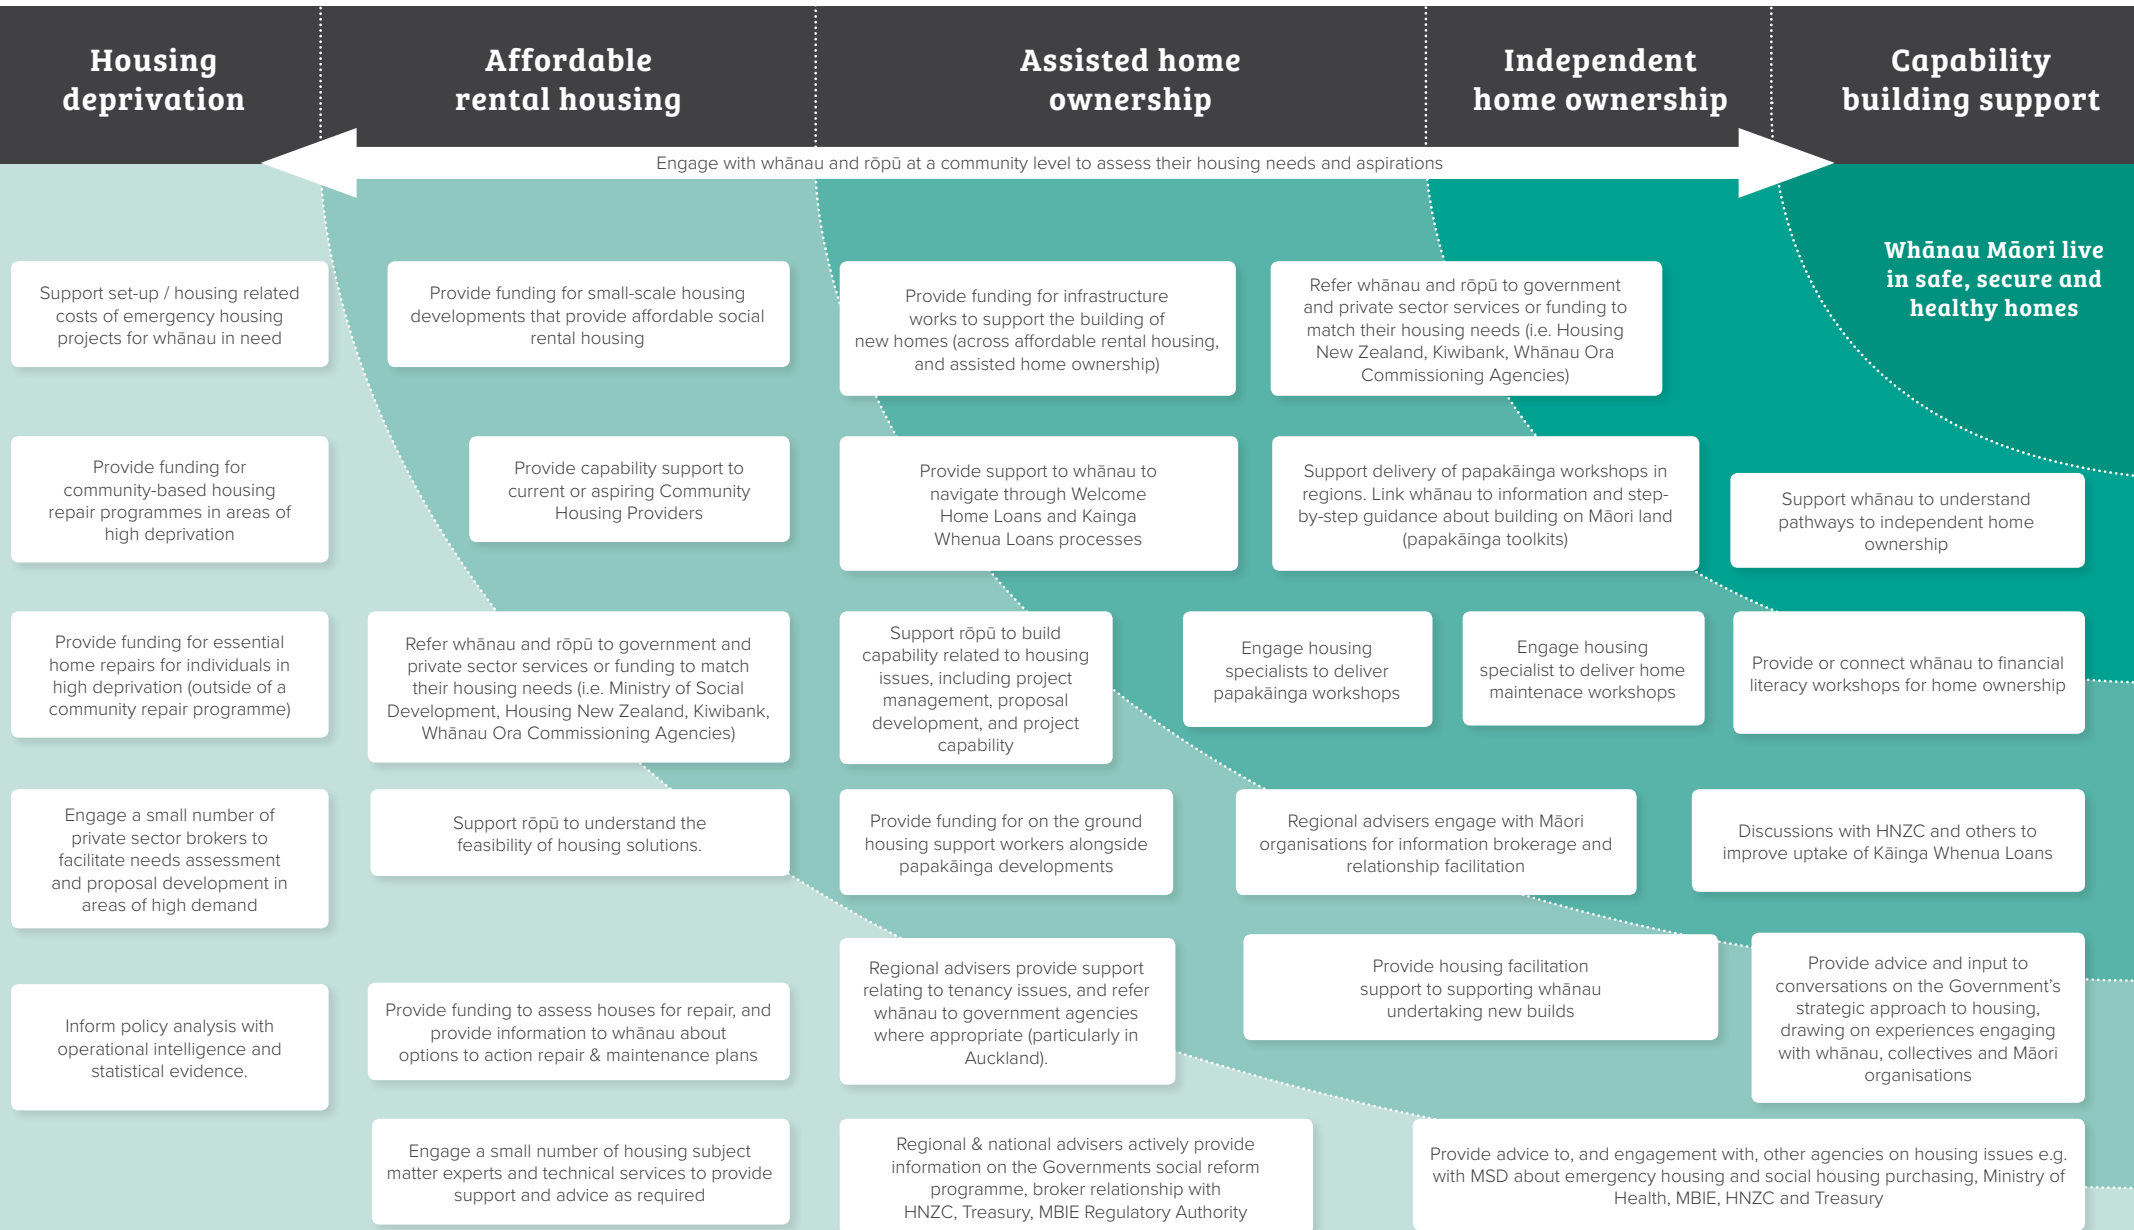 Housing
deprivation
Affordable
rental housing
Assisted home
ownership
Independent
home ownership
Capability
building support
Engage with whānau and rōpū at a community level to assess their housing needs and aspirations
Whānau Māori live
in safe, secure and
healthy homes
Support set-up / housing related
costs of emergency housing
projects for whānau in need
Provide funding for small-scale housing
developments that provide affordable social
rental housing
Provide funding for infrastructure
works to support the building of
new homes (across affordable rental housing,
and assisted home ownership)
Refer whānau and rōpū to government
and private sector services or funding to
match their housing needs (i.e. Housing
New Zealand, Kiwibank, Whānau Ora
Commissioning Agencies)
Provide funding for
community-based housing
repair programmes in areas of
high deprivation
Provide capability support to
current or aspiring Community
Housing Providers
Provide support to whānau to
navigate through Welcome
Home Loans and Kainga
Whenua Loans processes
Support delivery of papakāinga workshops in
regions. Link whānau to information and step-
by-step guidance about building on Māori land
(papakāinga toolkits)
Support whānau to understand
pathways to independent home
ownership
Provide funding for essential
home repairs for individuals in
high deprivation (outside of a
community repair programme)
Refer whānau and rōpū to government and
private sector services or funding to match
their housing needs (i.e. Ministry of Social
Development, Housing New Zealand, Kiwibank,
Whānau Ora Commissioning Agencies)
Support rōpū to build
capability related to housing
issues, including project
management, proposal
development, and project
capability
Engage housing
specialists to deliver
papakāinga workshops
Engage housing
specialist to deliver home
maintenace workshops
Provide or connect whānau to financial
literacy workshops for home ownership
Engage a small number of
private sector brokers to
facilitate needs assessment
and proposal development in
areas of high demand
Support rōpū to understand the
feasibility of housing solutions.
Provide funding for on the ground
housing support workers alongside
papakāinga developments
Regional advisers engage with Māori
organisations for information brokerage and
relationship facilitation
Discussions with HNZC and others to
improve uptake of Kāinga Whenua Loans
Inform policy analysis with
operational intelligence and
statistical evidence.
Provide funding to assess houses for repair, and
provide information to whānau about
options to action repair & maintenance plans
Regional advisers provide support
relating to tenancy issues, and refer
whānau to government agencies
where appropriate (particularly in
Auckland).
Provide housing facilitation
support to supporting whānau
undertaking new builds
Provide advice and input to
conversations on the Government's
strategic approach to housing,
drawing on experiences engaging
with whānau, collectives and Māori
organisations
Engage a small number of housing subject
matter experts and technical services to provide
support and advice as required
Regional & national advisers actively provide
information on the Governments social reform
programme, broker relationship with
HNZC, Treasury, MBIE Regulatory Authority
Provide advice to, and engagement with, other agencies on housing issues e.g.
with MSD about emergency housing and social housing purchasing, Ministry of
Health, MBIE, HNZC and Treasury